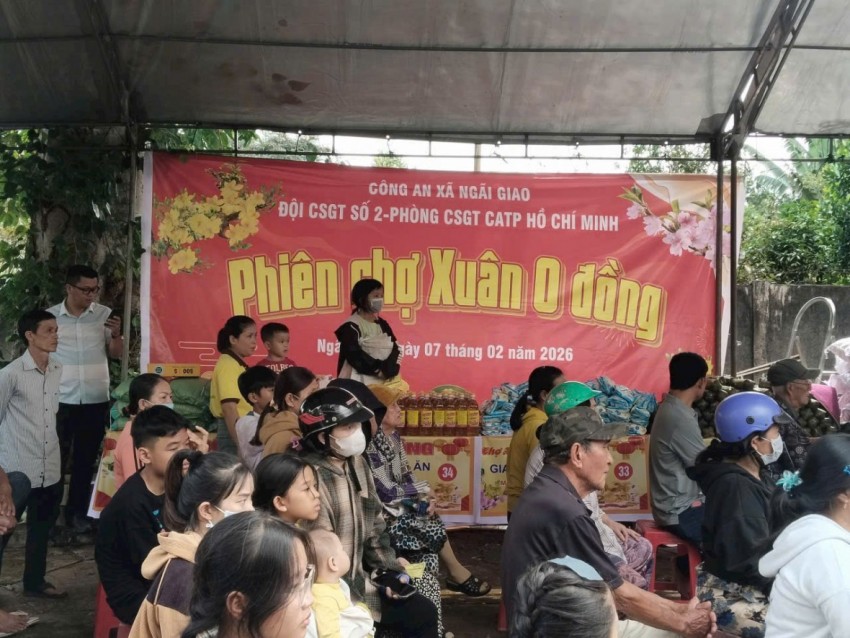 CÔNG AN XÃ NGÃI GIAO
ĐỘI CSGT SỐ 2-PHÒNG CSGT CATP HỒ CHÍ MINH
Phiên chợ Xuân 0 đồng
ngày 07 tháng 02 năm 2026
34
33